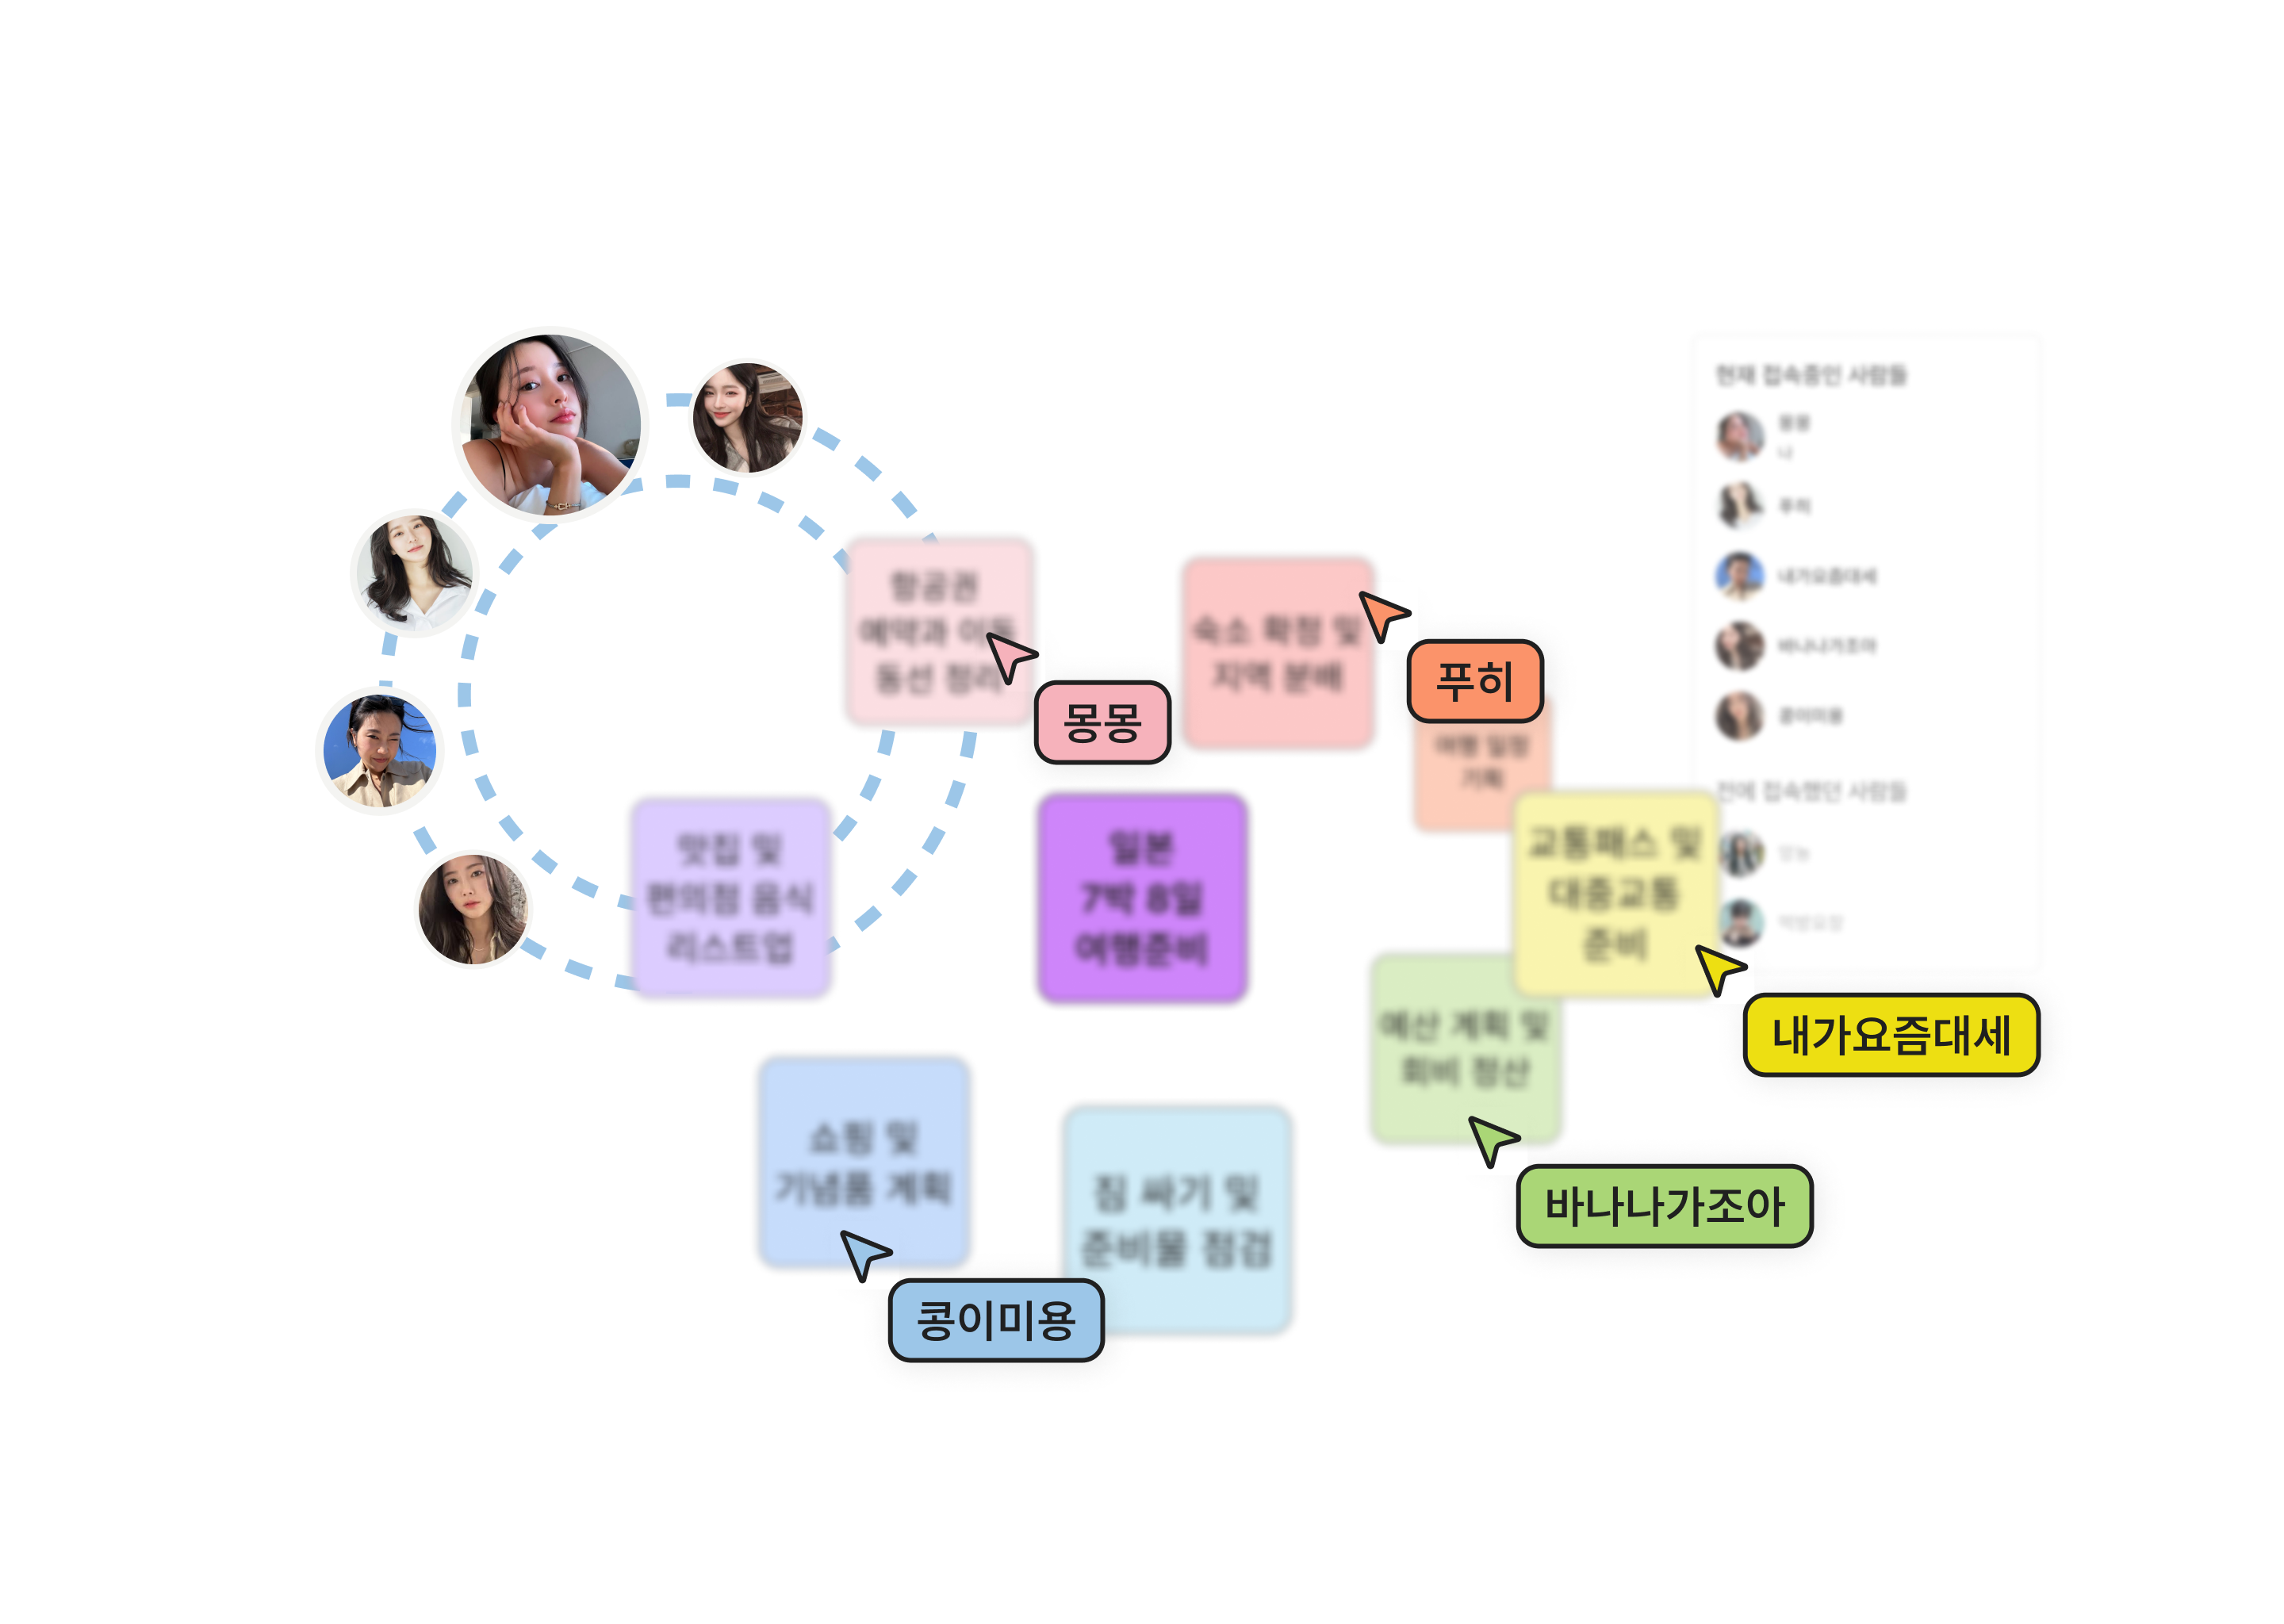 현재 접속중인 사람들
몽몽
나
푸히
내가요즘대세
바나나가조아
콩이미용
전에 접속했던 사람들
항공권
예약과 이동
동선 정리
몽몽
숙소 확정 및
지역 분배
푸히
여행 일정
기획
맛집 및
편의점 음식
리스트업
일본
7박 8일
여행준비
교통패스 및
대중교통
준비
내가요즘대세
예산 계획 및
회비 정산
바나나가조아
쇼핑 및
기념품 계획
콩이미용
짐 싸기 및
준비물 점검